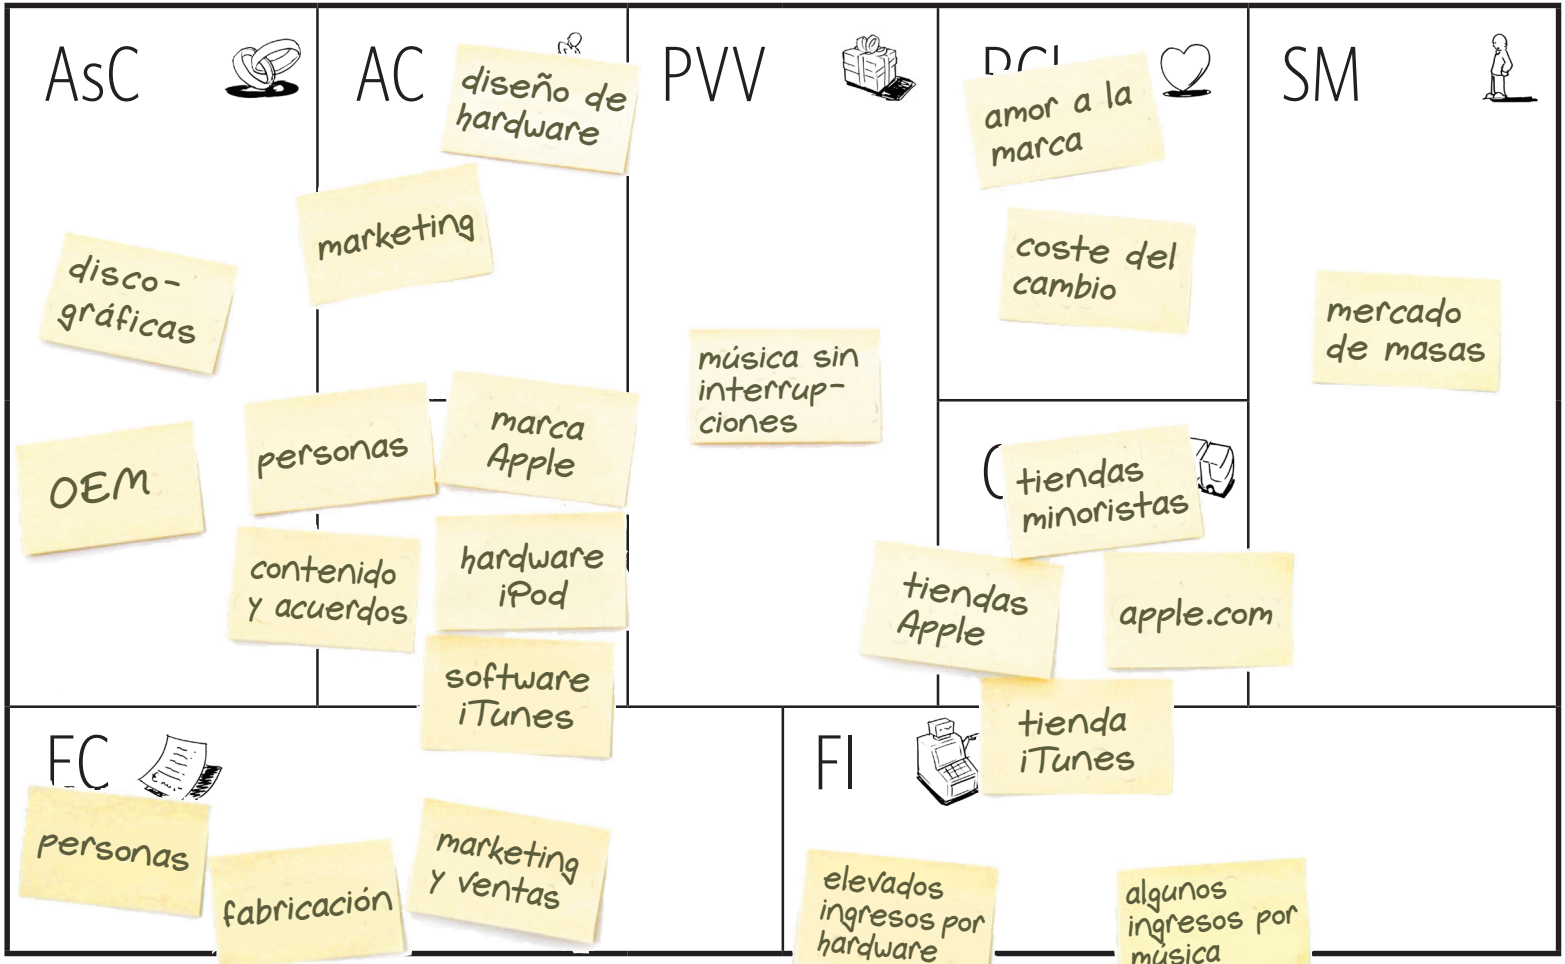 AsC
AC
PVV
SM
diseño de
hardware
marketing
disco-
gráficas
OEM
personas
marca
Apple
contenido
y acuerdos
hardware
iPod
software
iTunes
música sin
interrup-
ciones
amor a la
marca
coste del
cambio
tiendas
minoristas
tiendas
Apple
apple.com
tienda
iTunes
mercado
de masas
personas
fabricación
marketing
y ventas
FI
elevados
ingresos por
hardware
algunos
ingresos por
música